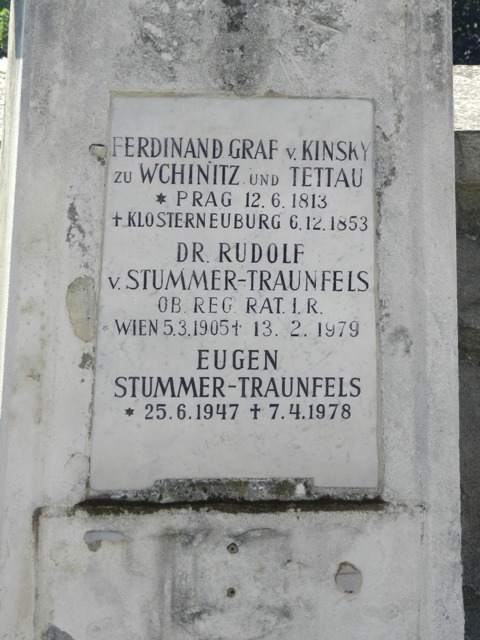 FERDINAND GRAF v. KINSKY
ZU WCHINITZ UND TETTAU
* PRAG 12.6.1813
+ KLOSTERNEUBURG 6.12.1853
DR. RUDOLF
v. STUMMER-TRAUNFELS
OB. REG. RAT. I. R.
* WIEN 5.3.1905 + 13. 2. 1979
EUGEN
STUMMER-TRAUNFELS
* 25.6.1947 + 7.4.1978